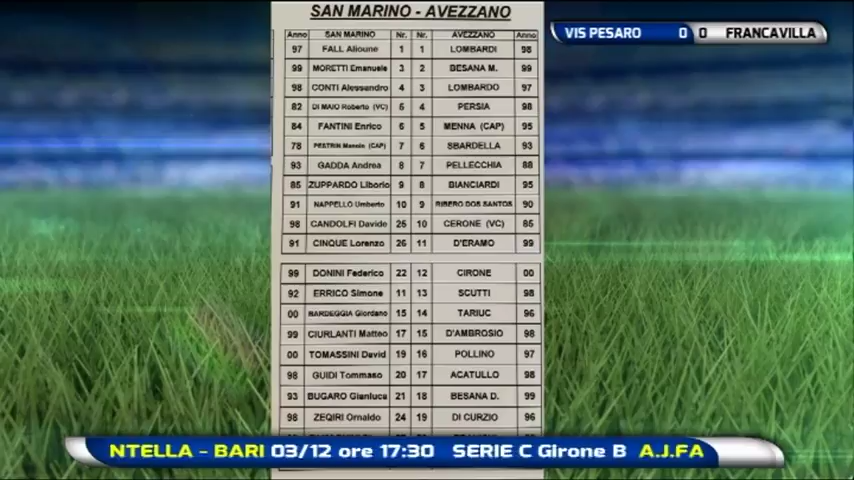 SAN MARINO - AVEZZANO
VIS PESARO 0 0 FRANCAVILLA
Anno SAN MARINO Nr. Nr. AVEZZANO Anno
97 FALL Alioune 1 1 LOMBARDI 98
99 MORETTI Emanuele 3 2 BESANA M. 99
98 CONTI Alessandro 4 3 LOMBARDO 97
82 DI MAIO Roberto (VC) 5 4 PERSIA 98
84 FANTINI Enrico 6 5 MENNA (CAP) 95
78 PESTRIN Manolo (CAP) 7 6 SBARDELLA 93
93 GADDA Andrea 8 7 PELLECCHIA 88
85 ZUPPARDO Liborio 9 8 BIANCIARDI 95
91 NAPPELLO Umberto 10 9 RIBERO DOS SANTOS 90
98 CANDOLFI Davide 25 10 CERONE (VC) 85
91 CINQUE Lorenzo 26 11 D'ERAMO 99
99 DONINI Federico 22 12 CIRONE 00
92 ERRICO Simone 11 13 SCUTTI 98
00 BARDEGGIA Giordano 15 14 TARIUC 96
99 CIURLANTI Matteo 17 15 D'AMBROSIO 98
00 TOMASSINI David 19 16 POLLINO 97
98 GUIDI Tommaso 20 17 ACATULLO 98
93 BUGARO Gianluca 21 18 BESANA D. 99
98 ZEQIRI Ornaldo 24 19 DI CURZIO 96
NTELLA - BARI 03/12 ore 17:30 SERIE C Girone B A.J.FA